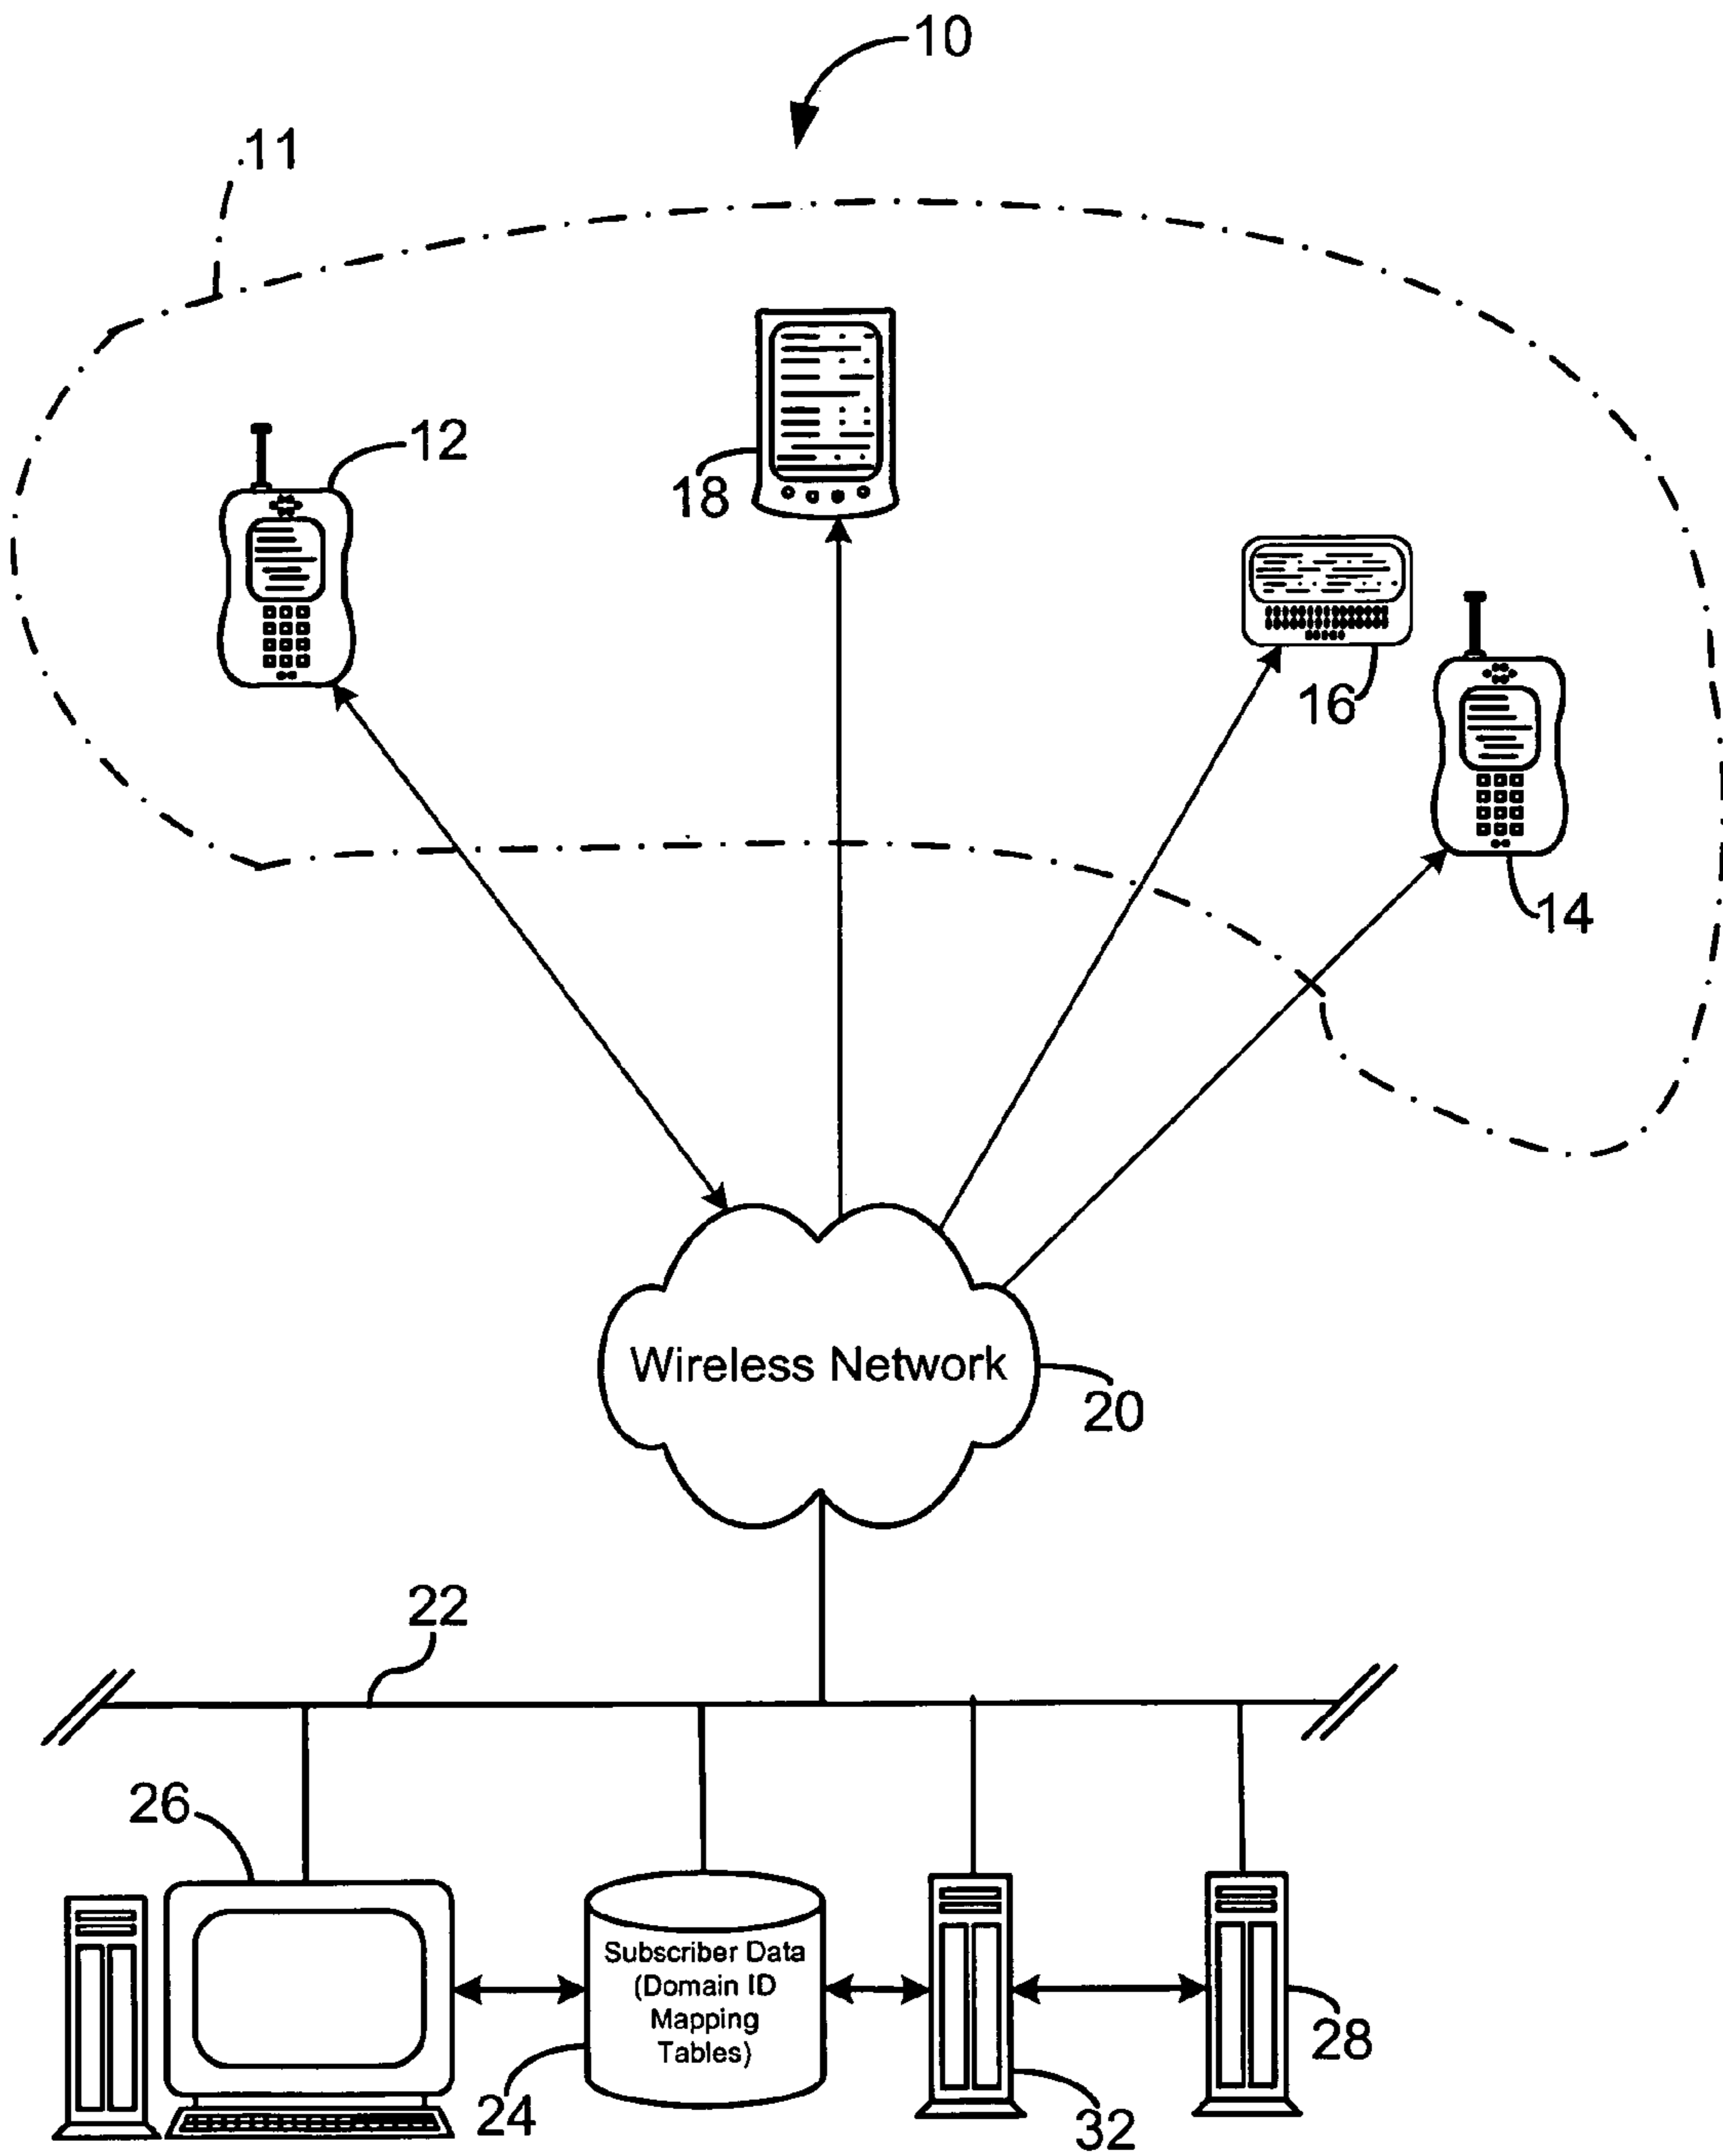 10
11
12
18
16
14
Wireless Network
20
22
26
Subscriber Data
(Domain ID
Mapping
Tables)
28
24
32